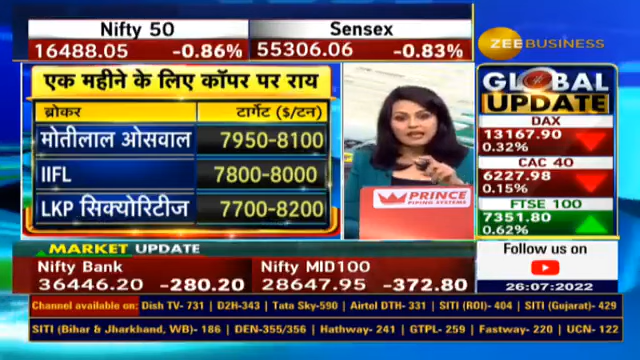 Nifty 50
16488.05 -0.86%
Sensex
55306.06 -0.83%
ZEE BUSINESS
एक महीने के लिए कॉपर पर राय
ब्रोकर टार्गेट ($/टन)
मोतीलाल ओसवाल 7950-8100
IIFL 7800-8000
LKP सिक्योरिटीज 7700-8200
PRINCE
PIPING SYSTEMS
GLOBAL
UPDATE
DAX
13167.90
0.32%
CAC 40
6227.98
0.15%
FTSE 100
7351.80
0.62%
MARKET UPDATE
Nifty Bank
36446.20 -280.20
Nifty MID100
28647.95 -372.80
Follow us on
26:07:2022
Channel available on: Dish TV- 731 | D2H-343 | Tata Sky-590 | Airtel DTH- 331 | SITI (ROI)- 404 | SITI (Gujarat)- 429
SITI (Bihar & Jharkhand, WB)- 186 | DEN-355/356 | Hathway- 241 | GTPL- 259 | Fastway- 220 | UCN- 122